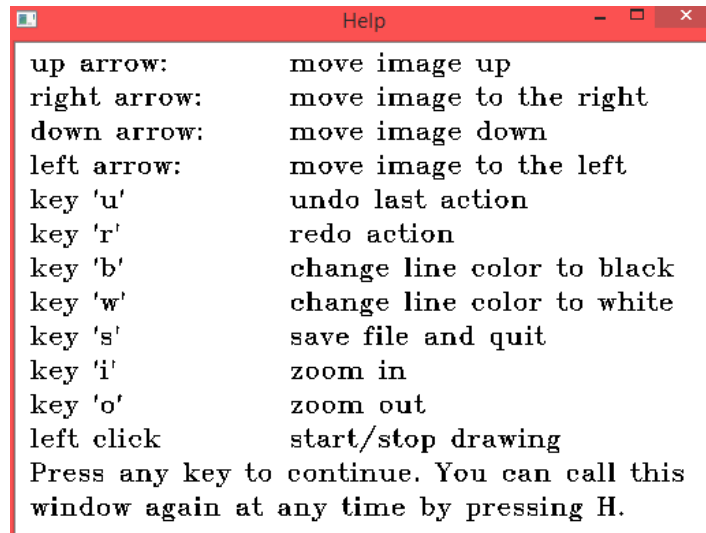 Help
up arrow: move image up
right arrow: move image to the right
down arrow: move image down
left arrow: move image to the left
key 'u' undo last action
key 'r' redo action
key 'b' change line color to black
key 'w' change line color to white
key 's' save file and quit
key 'i' zoom in
key 'o' zoom out
left click start/stop drawing
Press any key to continue. You can call this
window again at any time by pressing H.